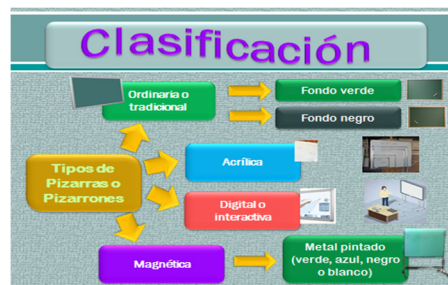 Clasificación
Ordinaria o
tradicional
Fondo verde
Fondo negro
Tipos de
Pizarras o
Pizarrones
Acrílica
Digital o
interactiva
Magnética
Metal pintado
(verde, azul, negro
o blanco)